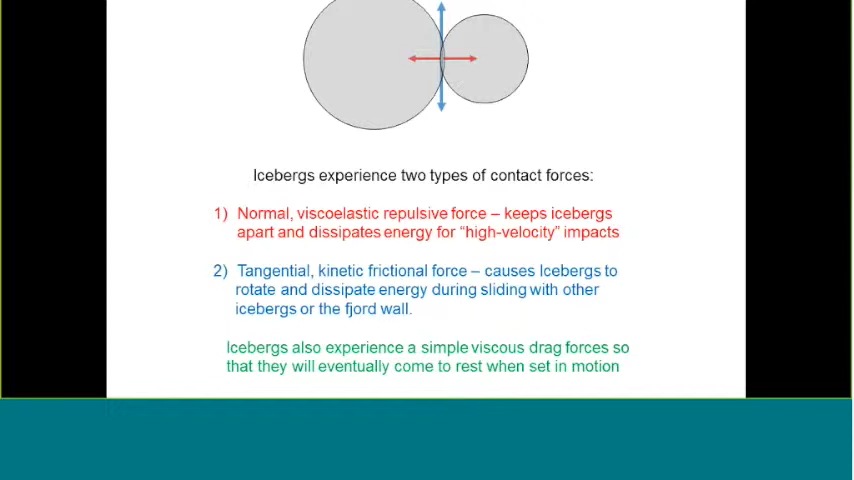 Icebergs experience two types of contact forces:
1) Normal, viscoelastic repulsive force – keeps icebergs
apart and dissipates energy for “high-velocity” impacts
2) Tangential, kinetic frictional force – causes Icebergs to
rotate and dissipate energy during sliding with other
icebergs or the fjord wall.
Icebergs also experience a simple viscous drag forces so
that they will eventually come to rest when set in motion